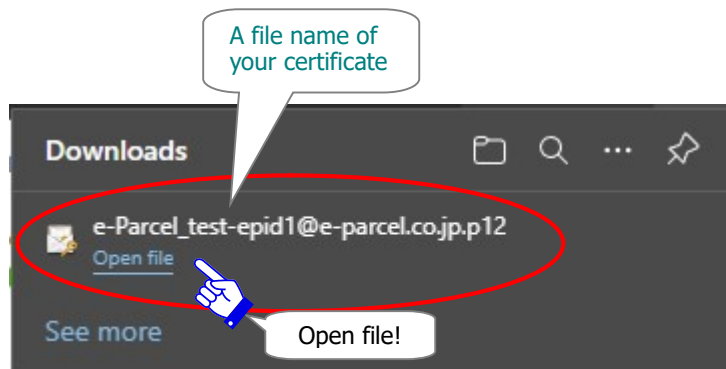 A file name of
your certificate
Downloads
e-Parcel_test-epid1@e-parcel.co.jp.p12
Open file
See more
Open file!